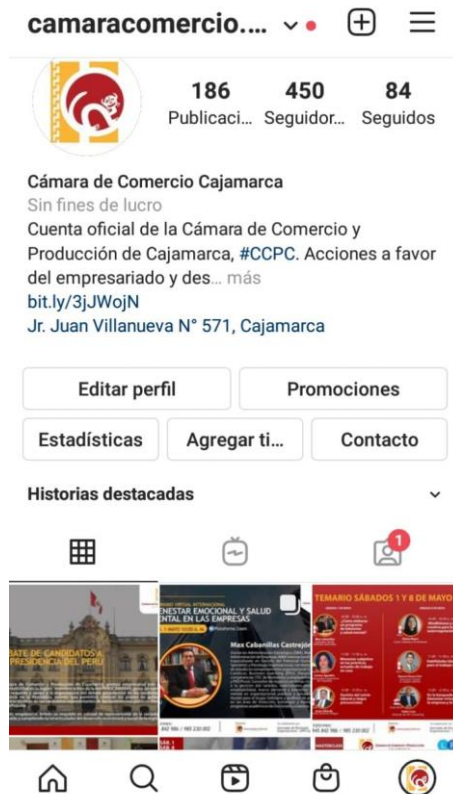 camaracomercio....
186
450
84
Publicaci...
Seguidor...
Seguidos
Cámara de Comercio Cajamarca
Sin fines de lucro
Cuenta oficial de la Cámara de Comercio y
Producción de Cajamarca, #CCPC. Acciones a favor
del empresariado y des... más
bit.ly/3jJWojN
Jr. Juan Villanueva N° 571, Cajamarca
Editar perfil
Promociones
Estadísticas
Agregar ti...
Contacto
Historias destacadas
1
BATE DE CANDIDATOS A
PRESIDENCIA DEL PERÚ
ENESTAR EMOCIONAL Y SALUD
ENTAL EN LAS EMPRESAS
Max Cabanillas Castrejón
TEMARIO SÁBADOS 1 Y 8 DE MAYO